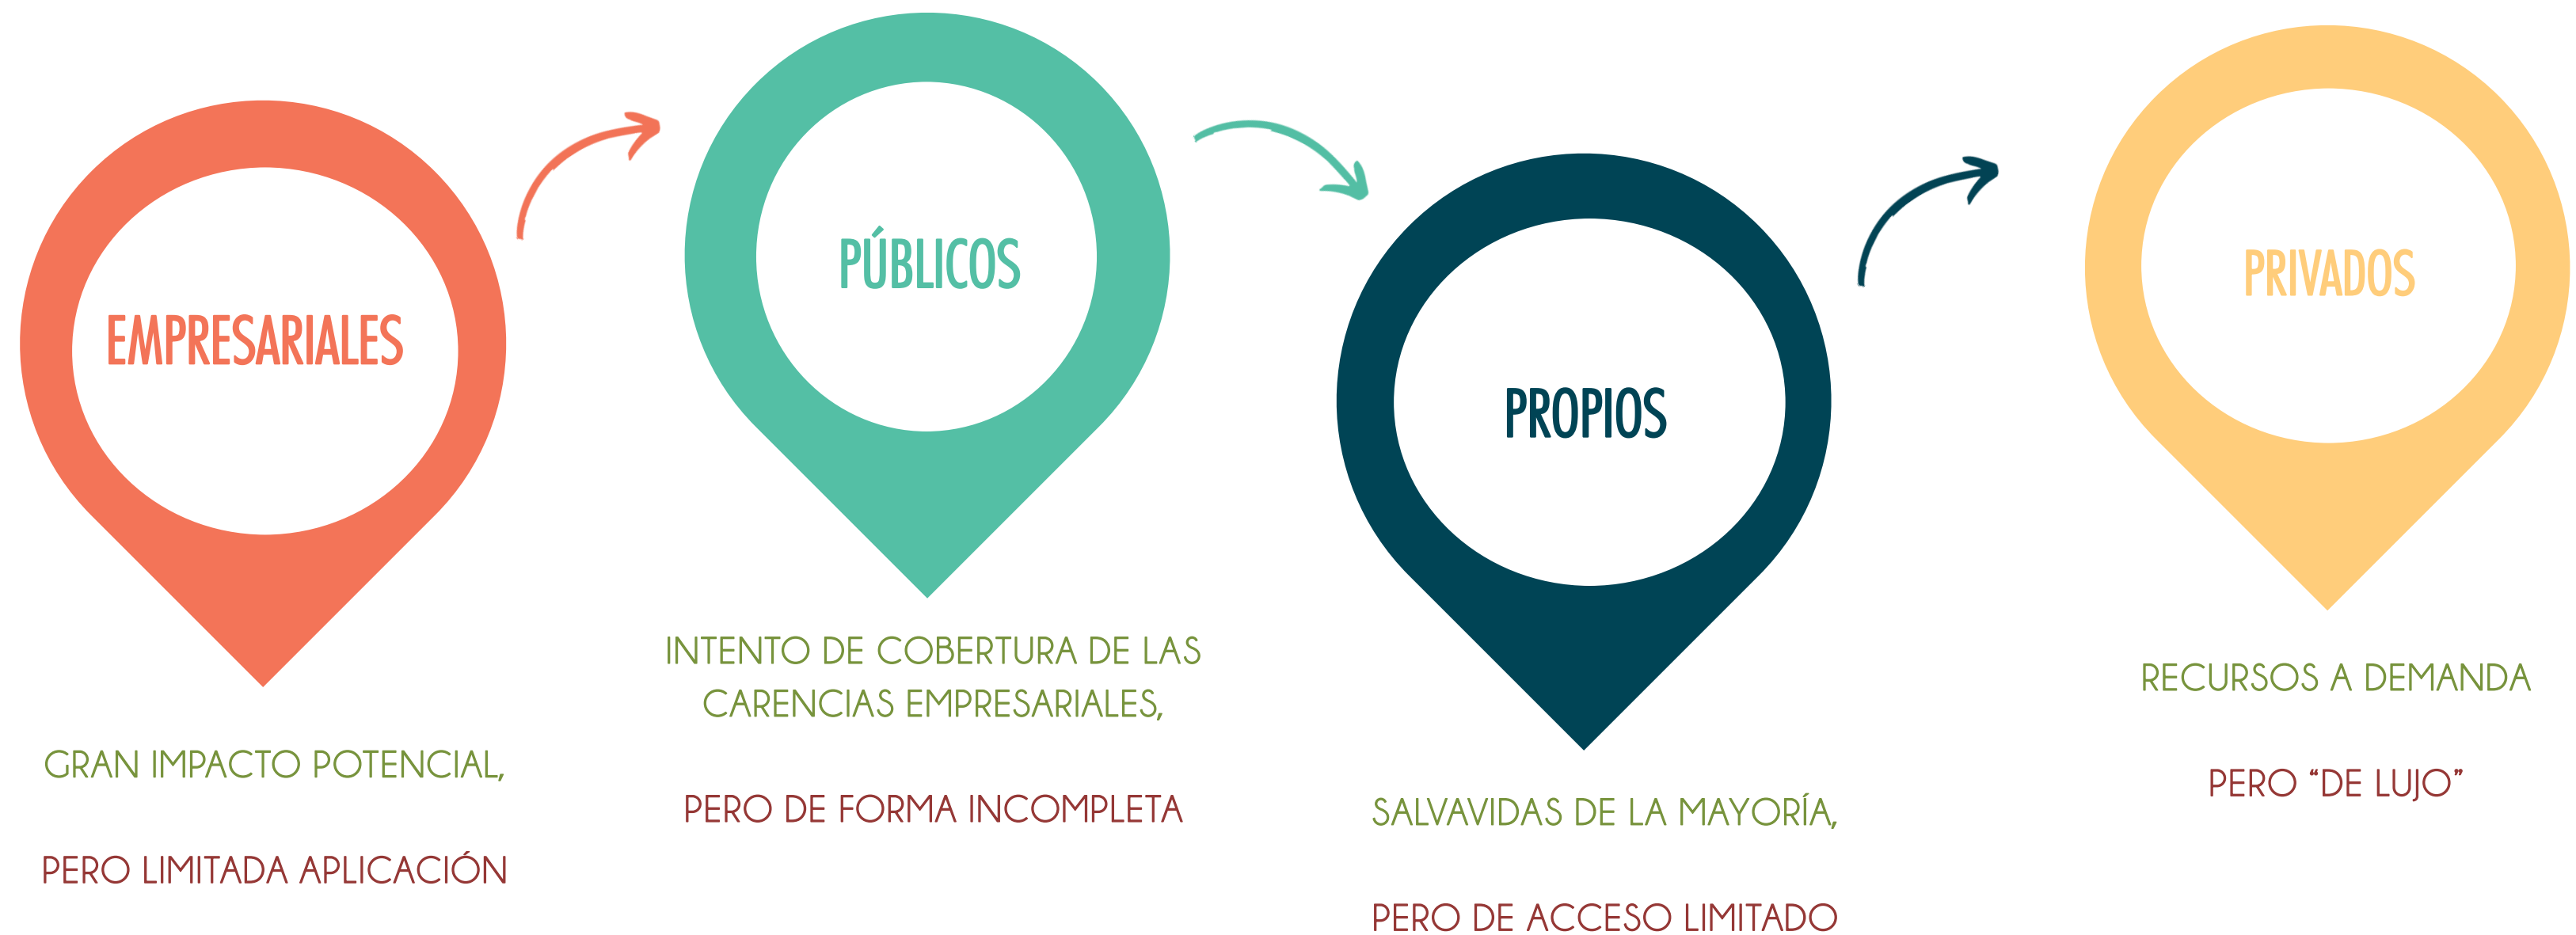 EMPRESARIALES
GRAN IMPACTO POTENCIAL,
PERO LIMITADA APLICACIÓN
PÚBLICOS
INTENTO DE COBERTURA DE LAS
CARENCIAS EMPRESARIALES,
PERO DE FORMA INCOMPLETA
PROPIOS
SALVAVIDAS DE LA MAYORÍA,
PERO DE ACCESO LIMITADO
PRIVADOS
RECURSOS A DEMANDA
PERO “DE LUJO”